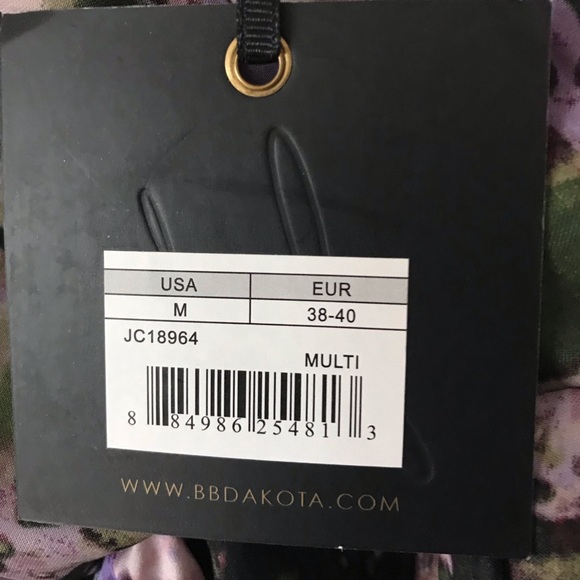 USA EUR
M 38-40
JC18964
MULTI
8 84986 25481 3
WWW.BBDAKOTA.COM